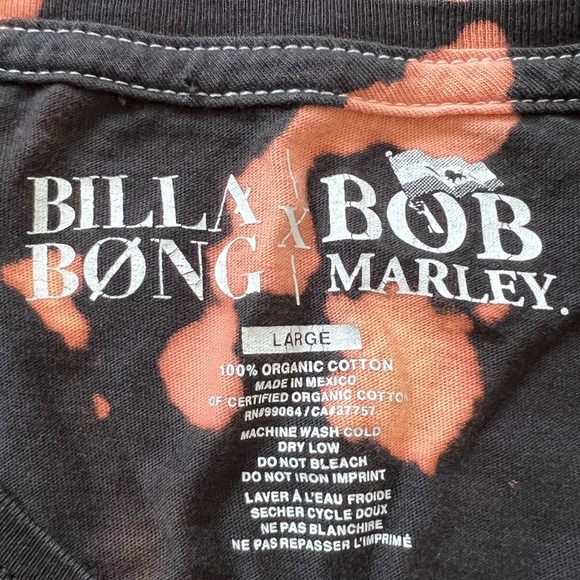 BILLA X BOB
BØNG MARLEY.
LARGE
100% ORGANIC COTTON
MADE IN MEXICO
OF CERTIFIED ORGANIC COTTON
RN#99064 / CA#37757
MACHINE WASH COLD
DRY LOW
DO NOT BLEACH
DO NOT IRON IMPRINT
LAVER À L'EAU FROIDE
SECHER CYCLE DOUX
NE PAS BLANCHIRE
NE PAS REPASSER L'IMPRIMÉ